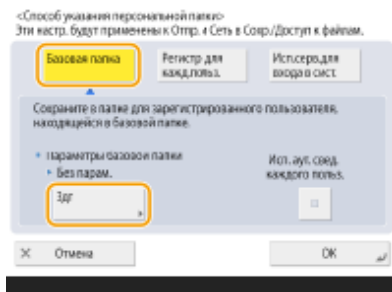 <Способ указания персональной папки>
Эти настр. будут применены к Отпр. и Сеть в Сохр./Доступ к файлам.
Базовая папка
Регистр для
кажд.польз.
Исп.серв.для
входа в сист.
Сохраните в папке для зарегистрированного пользователя,
находящейся в базовой папке.
Параметры базовой папки
Без парам.
Здт
Исп. аут. свед.
каждого польз.
× Отмена
OK